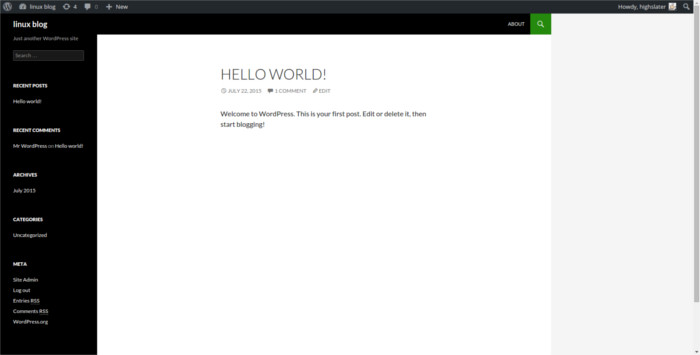 linux blog 4 0 New Howdy, highslater
linux blog ABOUT
Just another WordPress site
Search ...
RECENT POSTS
Hello world!
RECENT COMMENTS
Mr WordPress on Hello world!
ARCHIVES
July 2015
CATEGORIES
Uncategorized
META
Site Admin
Log out
Entries RSS
Comments RSS
WordPress.org
HELLO WORLD!
JULY 22, 2015 1 COMMENT EDIT
Welcome to WordPress. This is your first post. Edit or delete it, then
start blogging!